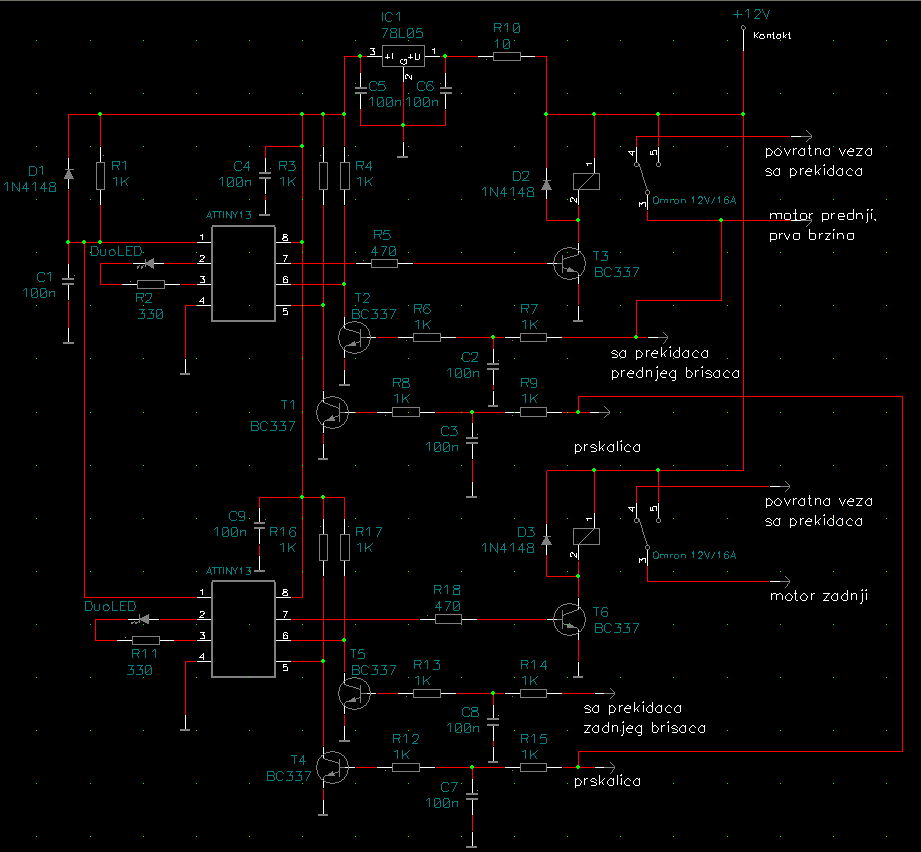 IC1
78L05
3 +I +U 1
G
2
R10
10
+12V
Kontakt
C5
100n
C6
100n
D1
1N4148
R1
1K
C4
100n
R3
1K
R4
1K
D2
1N4148
1
2
4 5
3
povratna veza
sa prekidaca
Omron 12V/16A
motor prednji,
prva brzina
ATTINY13
1 8
2 7
3 6
4 5
DuoLED
R2
330
C1
100n
R5
470
T3
BC337
T2
BC337
R6
1K
R7
1K
C2
100n
sa prekidaca
prednjeg brisaca
T1
BC337
R8
1K
R9
1K
C3
100n
prskalica
C9
100n
R16
1K
R17
1K
D3
1N4148
1
2
4 5
3
povratna veza
sa prekidaca
Omron 12V/16A
motor zadnji
ATTINY13
1 8
2 7
3 6
4 5
DuoLED
R11
330
R18
470
T6
BC337
T5
BC337
R13
1K
R14
1K
C8
100n
sa prekidaca
zadnjeg brisaca
T4
BC337
R12
1K
R15
1K
C7
100n
prskalica